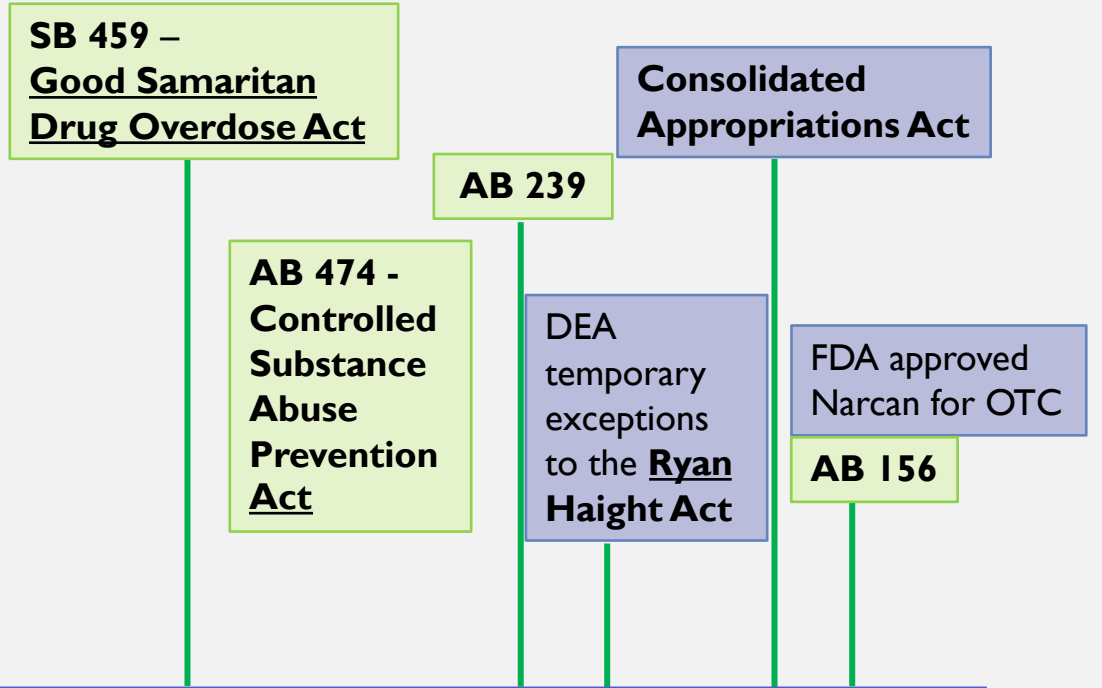 SB 459 –
Good Samaritan
Drug Overdose Act
AB 474 -
Controlled
Substance
Abuse
Prevention
Act
AB 239
DEA
temporary
exceptions
to the Ryan
Haight Act
Consolidated
Appropriations Act
FDA approved
Narcan for OTC
AB 156